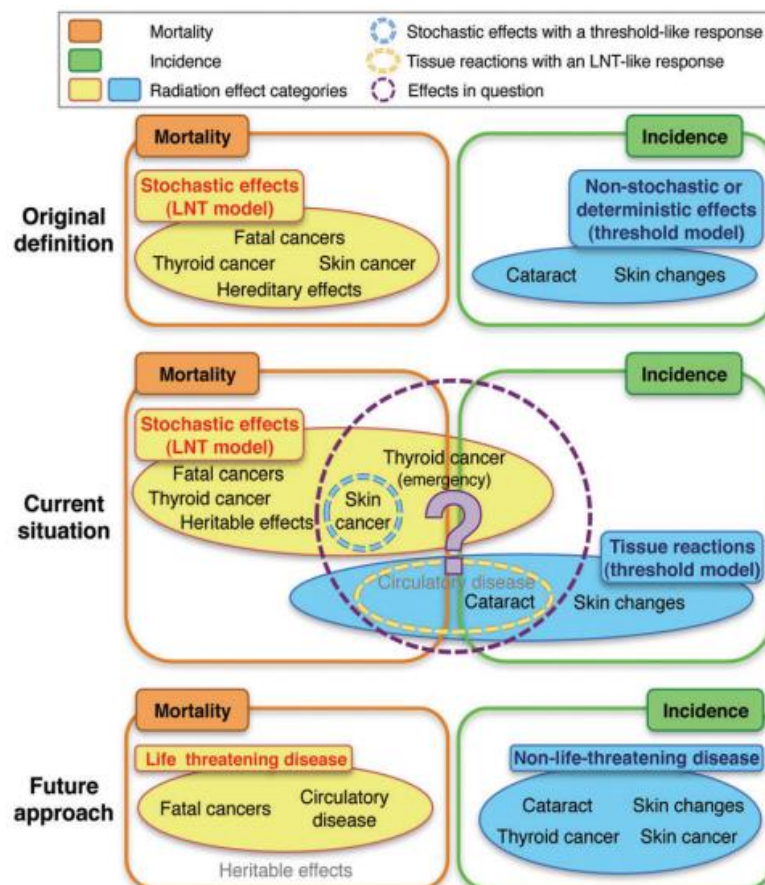 Mortality
Stochastic effects with a threshold-like response
Incidence
Tissue reactions with an LNT-like response
Radiation effect categories
Effects in question
Original
definition
Mortality
Stochastic effects
(LNT model)
Fatal cancers
Thyroid cancer Skin cancer
Hereditary effects
Incidence
Non-stochastic or
deterministic effects
(threshold model)
Cataract Skin changes
Current
situation
Mortality
Stochastic effects
(LNT model)
Fatal cancers
Thyroid cancer
Heritable effects
Skin
cancer
Thyroid cancer
(emergency)
?
Incidence
Tissue reactions
(threshold model)
Circulatory disease
Cataract
Skin changes
Future
approach
Mortality
Life threatening disease
Fatal cancers
Circulatory
disease
Heritable effects
Incidence
Non-life-threatening disease
Cataract Skin changes
Thyroid cancer Skin cancer